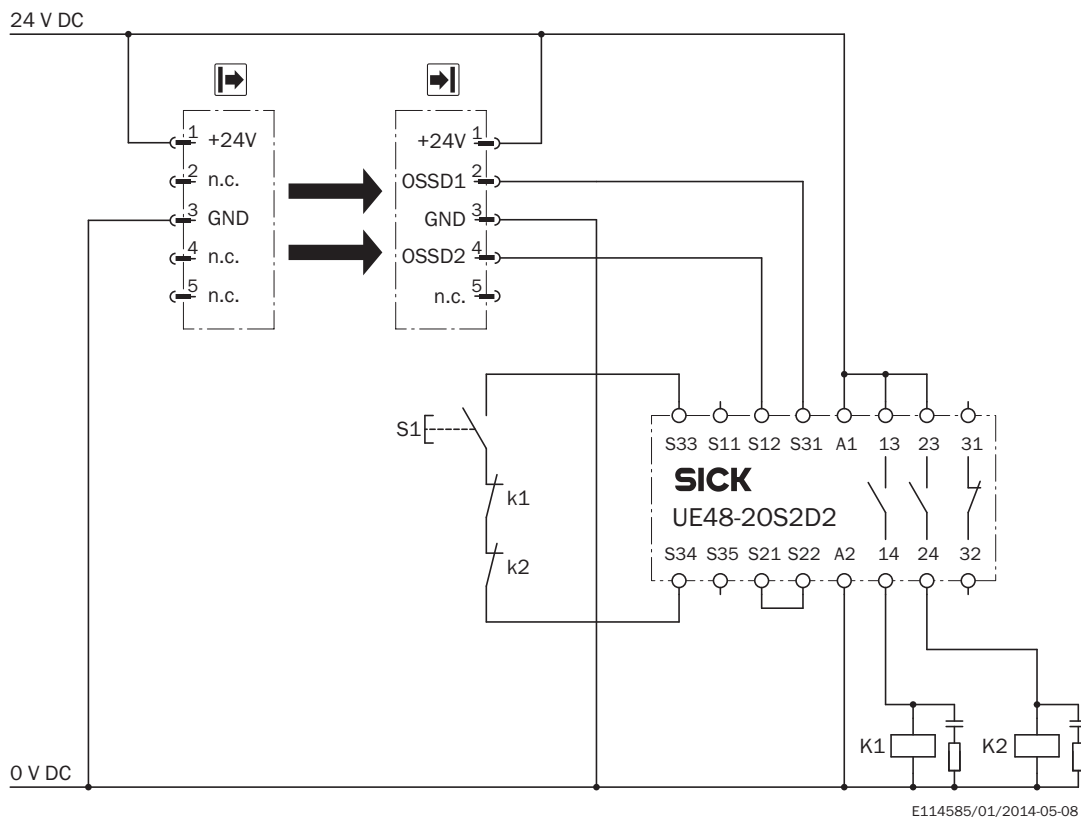 24 V DC
1 +24V
2 n.c.
3 GND
4 n.c.
5 n.c.
+24V 1
OSSD1 2
GND 3
OSSD2 4
n.c. 5
S1
k1
k2
S33 S11 S12 S31 A1 13 23 31
SICK
UE48-20S2D2
S34 S35 S21 S22 A2 14 24 32
K1
K2
0 V DC
E114585/01/2014-05-08